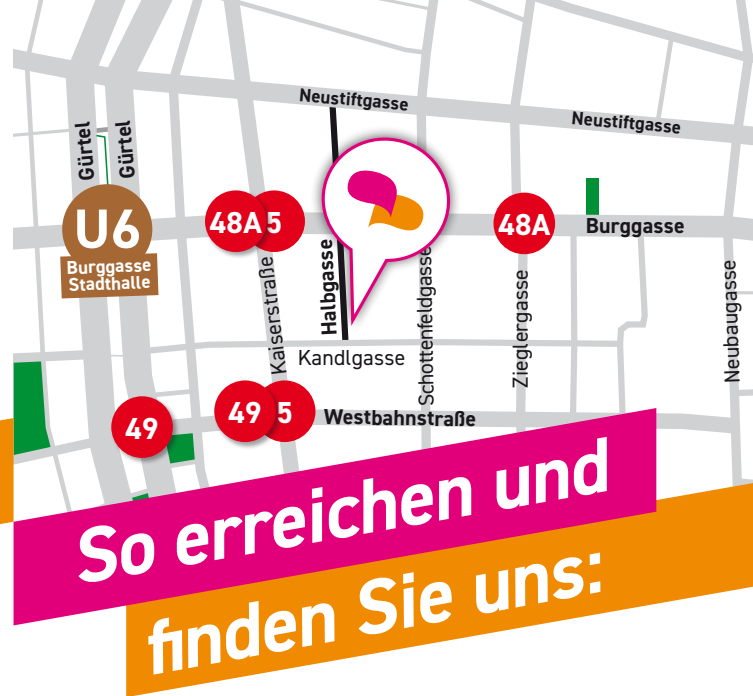 Neustiftgasse
Neustiftgasse
Gürtel
Gürtel
U6
Burggasse
Stadthalle
48A 5
48A
Burggasse
Halbgasse
Kaiserstraße
Schottenfeldgasse
Zieglergasse
Neubaugasse
Kandlgasse
49
49 5
Westbahnstraße
So erreichen und
finden Sie uns: